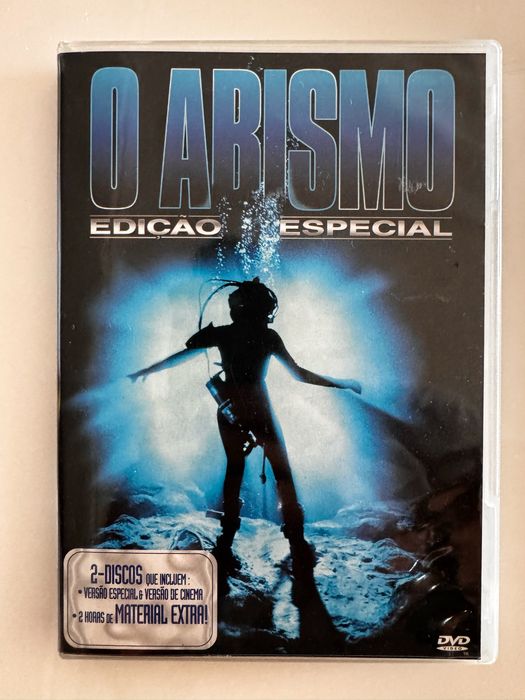 O ABISMO
EDIÇÃO ESPECIAL
2-DISCOS QUE INCLUEM :
• VERSÃO ESPECIAL & VERSÃO DE CINEMA
• 2 HORAS DE MATERIAL EXTRA!
DVD
VIDEO